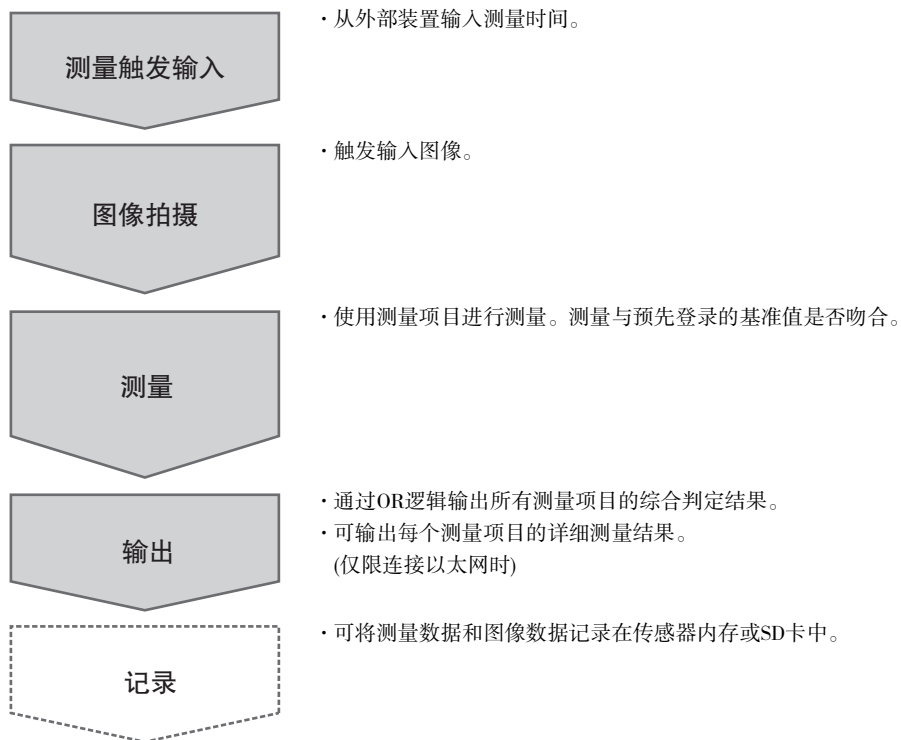 ・从外部装置输入测量时间。
测量触发输入
・触发输入图像。
图像拍摄
・使用测量项目进行测量。测量与预先登录的基准值是否吻合。
测量
・通过OR逻辑输出所有测量项目的综合判定结果。
・可输出每个测量项目的详细测量结果。
(仅限连接以太网时)
输出
・可将测量数据和图像数据记录在传感器内存或SD卡中。
记录